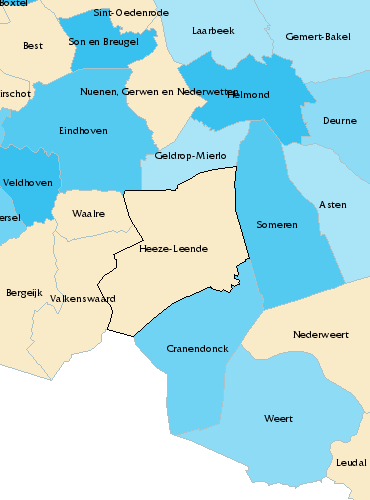 Boxtel
Sint-Oedenrode
Laarbeek
Gemert-Bakel
Best
Son en Breugel
irschot
Nuenen, Gerwen en Nederwetten
Helmond
Deurne
Eindhoven
Geldrop-Mierlo
Veldhoven
Asten
Waalre
ersel
Someren
Heeze-Leende
Bergeijk
Valkenswaard
Nederweert
Cranendonck
Weert
Leudal